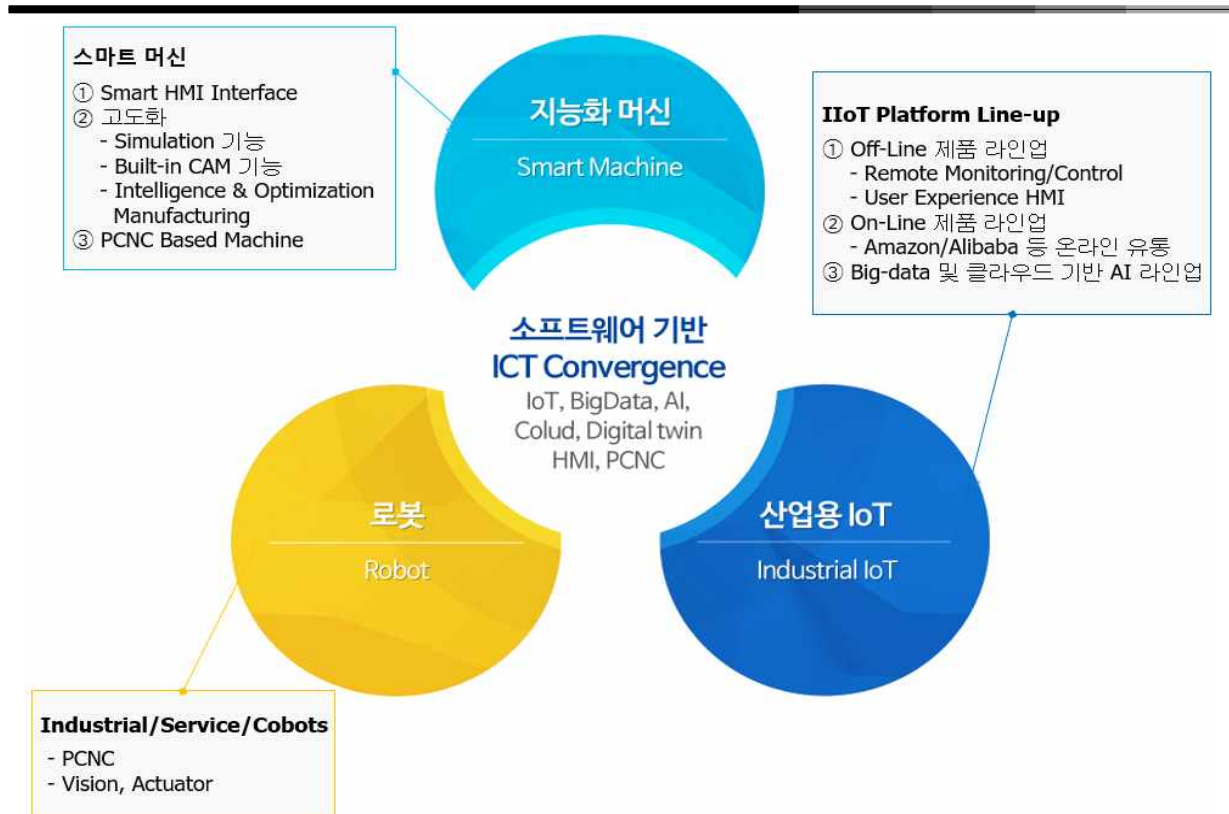 스마트 머신
① Smart HMI Interface
② 고도화
- Simulation 기능
- Built-in CAM 기능
- Intelligence & Optimization
Manufacturing
③ PCNC Based Machine
지능화 머신
Smart Machine
IIoT Platform Line-up
① Off-Line 제품 라인업
- Remote Monitoring/Control
- User Experience HMI
② On-Line 제품 라인업
- Amazon/Alibaba 등 온라인 유통
③ Big-data 및 클라우드 기반 AI 라인업
소프트웨어 기반
ICT Convergence
IoT, BigData, AI,
Colud, Digital twin
HMI, PCNC
로봇
Robot
산업용 IoT
Industrial IoT
Industrial/Service/Cobots
- PCNC
- Vision, Actuator